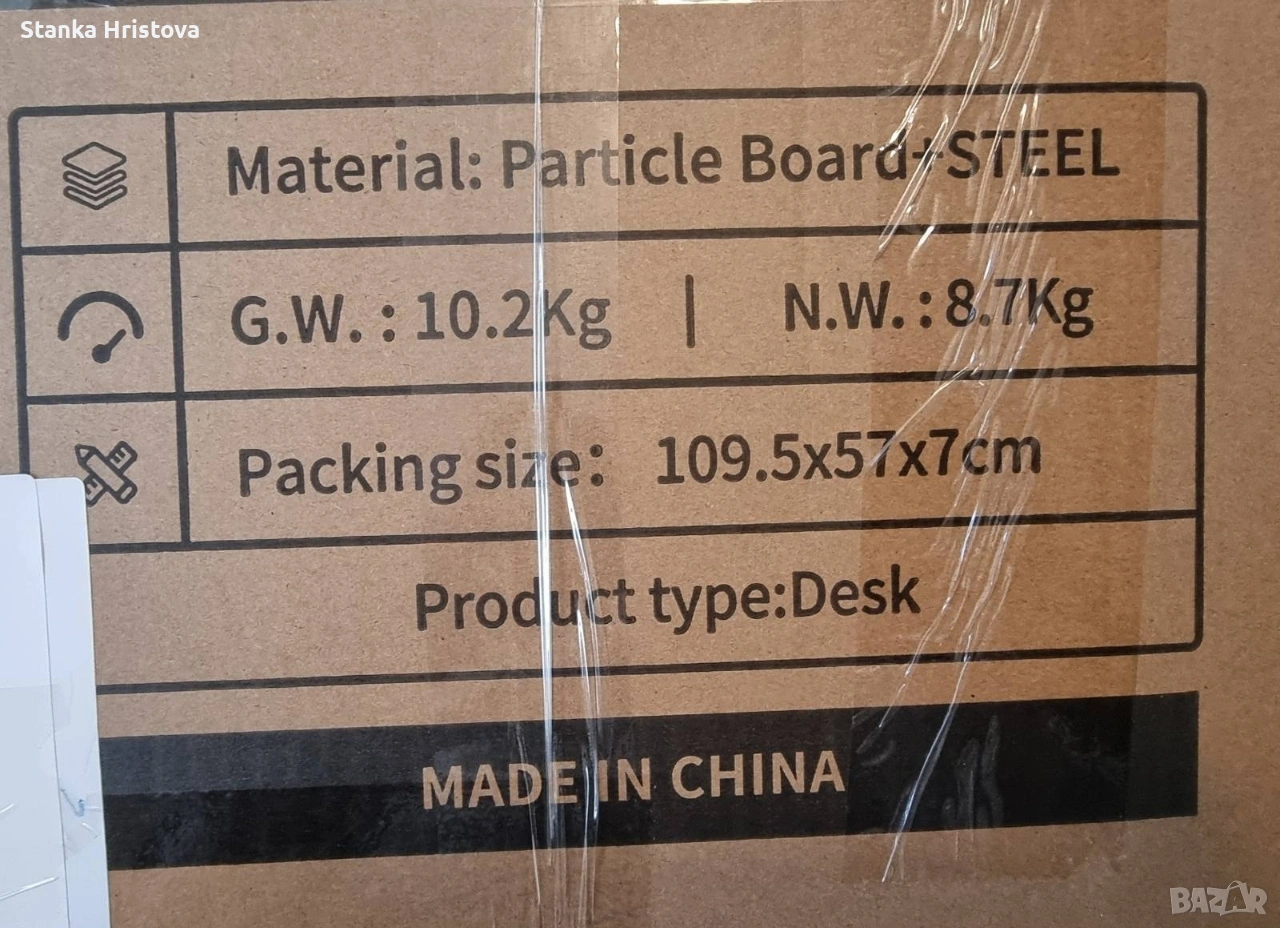 Stanka Hristova
Material: Particle Board+STEEL
G.W. : 10.2Kg | N.W. : 8.7Kg
Packing size: 109.5x57x7cm
Product type:Desk
MADE IN CHINA
BAZAR